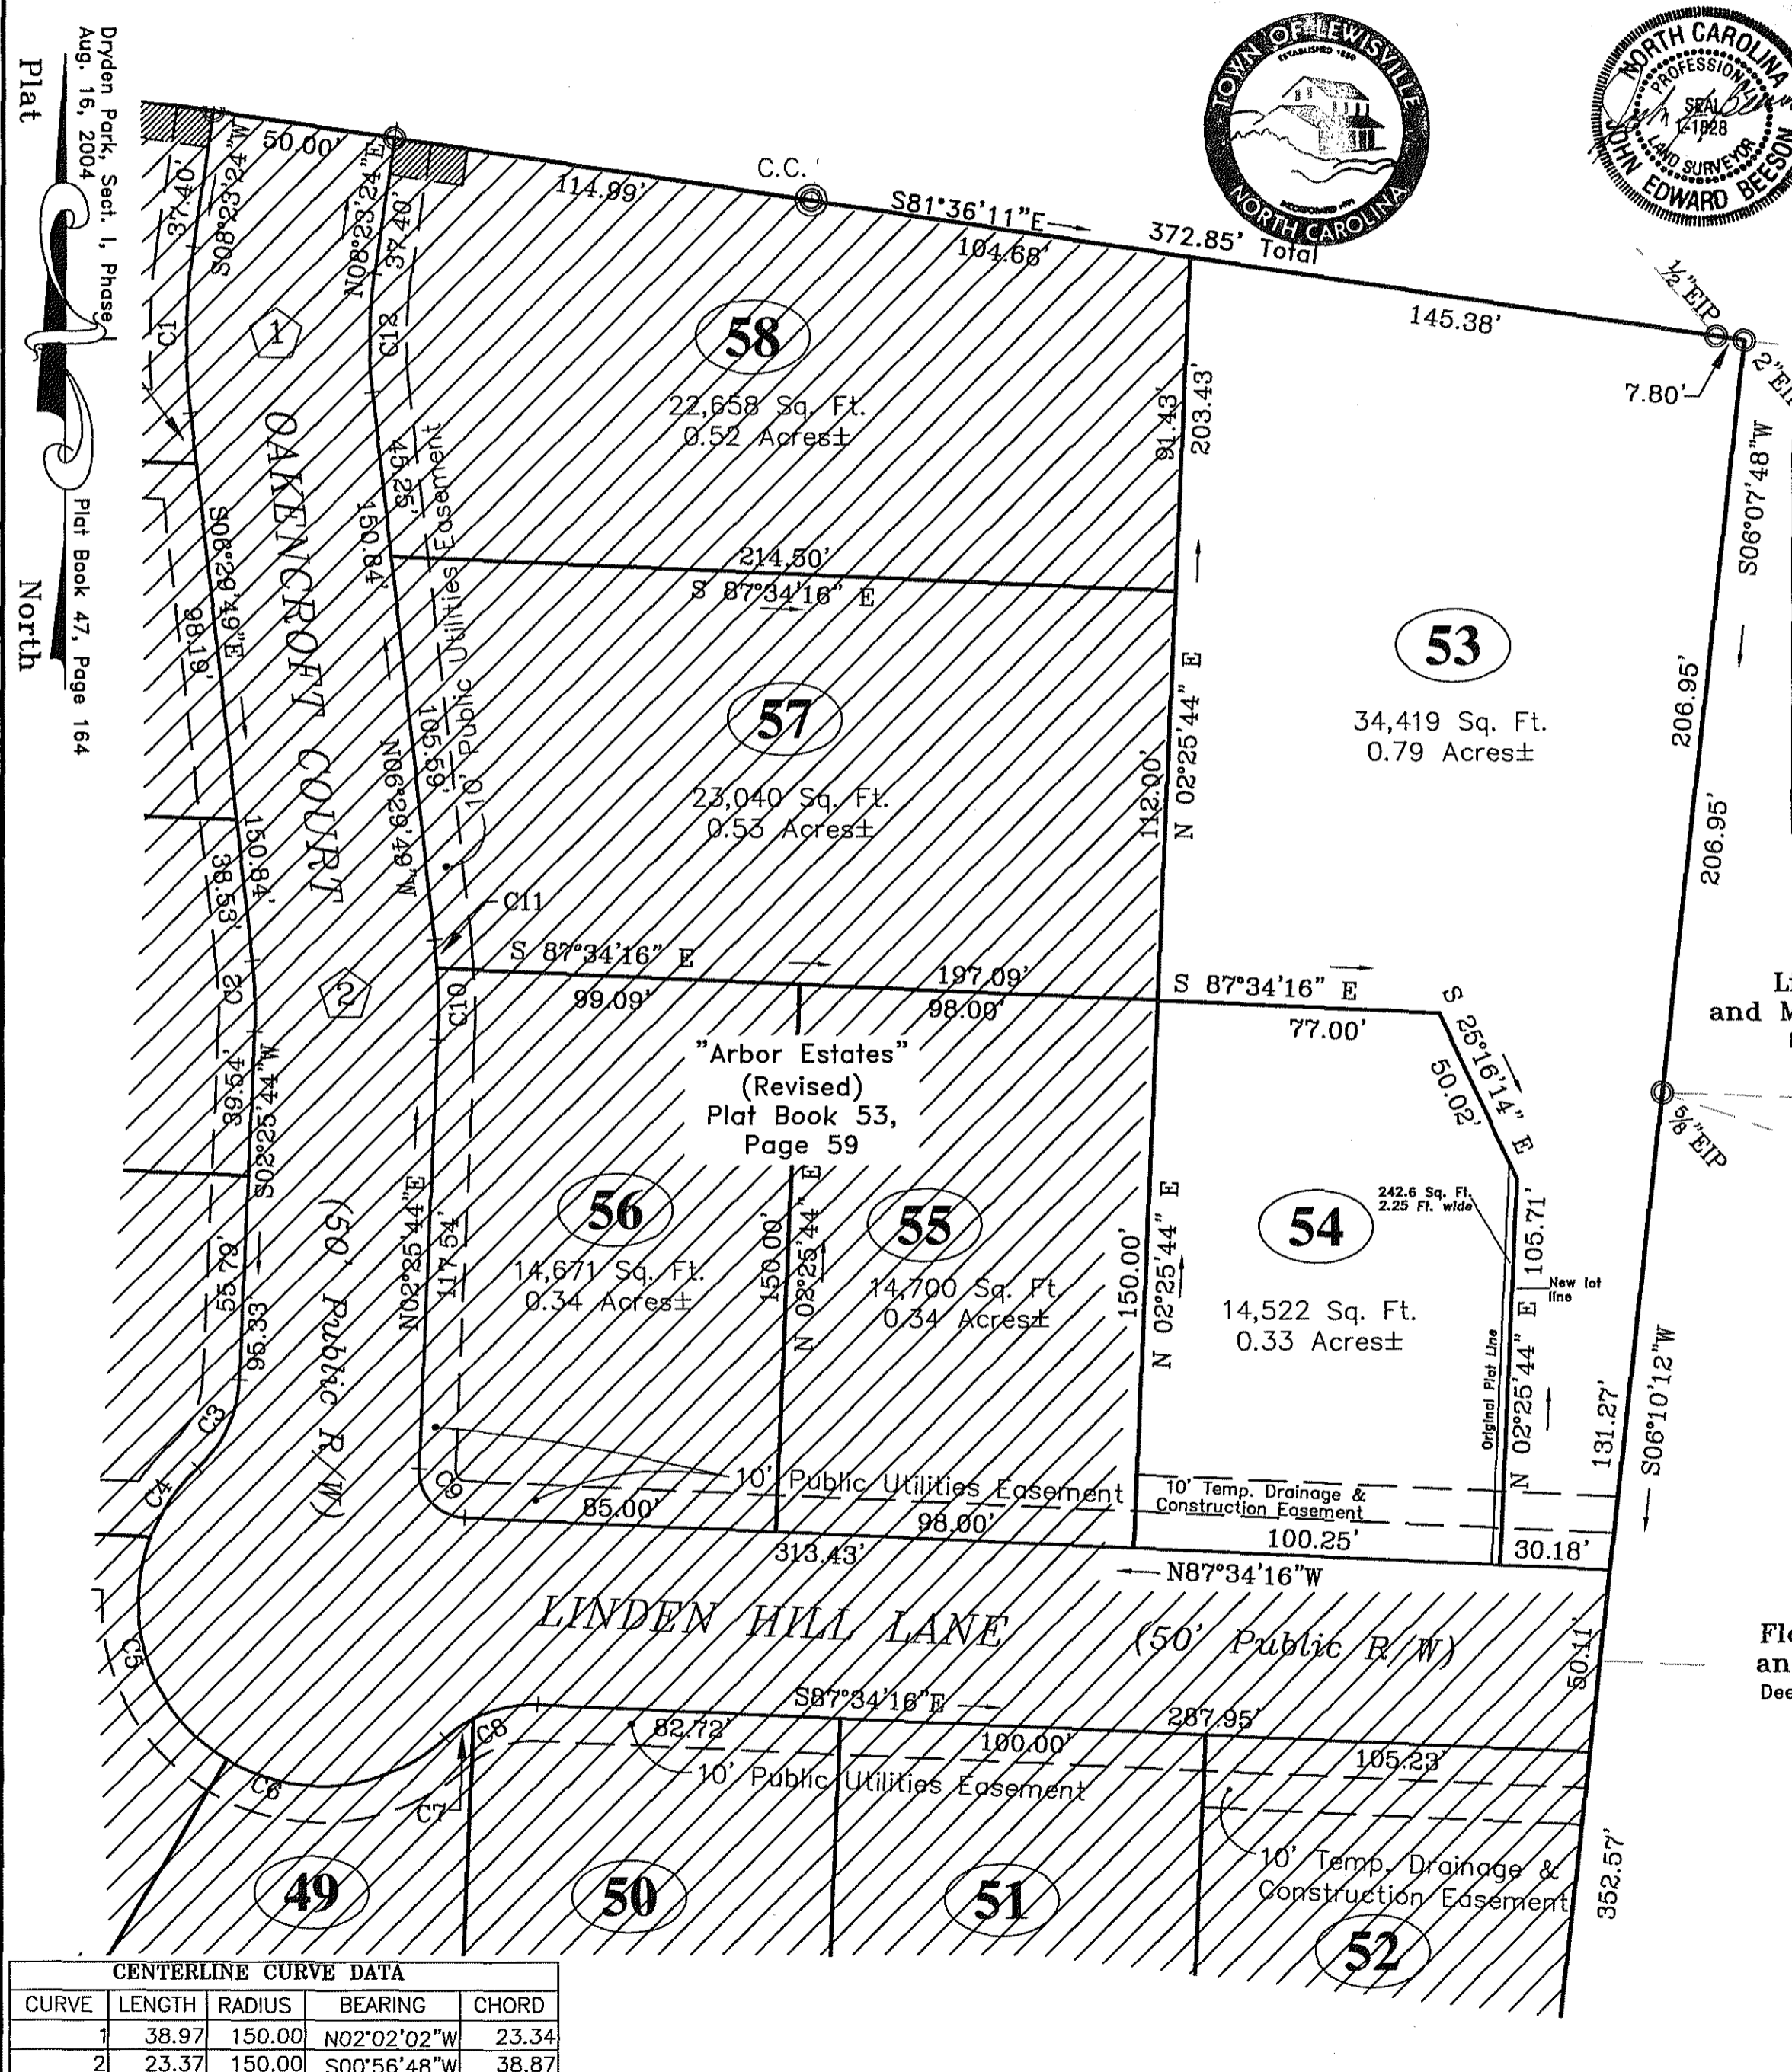 Plat
North
Dryden Park, Sect. 1, Phase 1
Aug. 16, 2004
Plat Book 47, Page 164
TOWN OF LEWISVILLE
NORTH CAROLINA
NORTH CAROLINA
PROFESSIONAL
SEAL
L-1828
LAND SURVEYOR
JOHN EDWARD BEESON
50.00'
114.99'
C.C.
S81°36'11"E
104.68'
372.85' Total
145.38'
1/2"EIP
2"EIP
7.80'
37.40'
S08°23'24"W
N08°23'24"E
37.40'
C1
C12
1
58
22,658 Sq. Ft.
0.52 Acres±
91.43'
203.43'
S06°07'48"W
206.95'
206.95'
OAKENCROFT COURT
(50' Public R/W)
45.25'
150.84'
10' Public Utilities Easement
S06°29'49"E
98.19'
214.50'
S 87°34'16" E
57
23,040 Sq. Ft.
0.53 Acres±
105.59'
N06°29'49"W
112.00'
N 02°25'44" E
53
34,419 Sq. Ft.
0.79 Acres±
150.84'
38.53'
C11
S 87°34'16" E
197.09'
99.09'
98.00'
S 87°34'16" E
77.00'
2
C2
C10
"Arbor Estates"
(Revised)
Plat Book 53,
Page 59
S 25°16'14" E
50.02'
and M
5/8"EIP
39.54'
S02°25'44"W
55.79'
95.33'
N02°25'44"E
117.54'
56
14,671 Sq. Ft.
0.34 Acres±
150.00'
N 02°25'44" E
55
14,700 Sq. Ft.
0.34 Acres±
150.00'
N 02°25'44" E
54
14,522 Sq. Ft.
0.33 Acres±
242.6 Sq. Ft.
2.25 Ft. wide
105.71'
N 02°25'44" E
New lot
line
Original Plat Line
131.27'
S06°10'12"W
C3
C4
C9
10' Public Utilities Easement
85.00'
98.00'
10' Temp. Drainage &
Construction Easement
100.25'
30.18'
313.43'
N87°34'16"W
LINDEN HILL LANE
(50' Public R/W)
50.11'
Dee
C5
S87°34'16"E
287.95'
82.72'
100.00'
105.23'
C8
C6
C7
10' Public Utilities Easement
10' Temp. Drainage &
Construction Easement
352.57'
49
50
51
52
CENTERLINE CURVE DATA
CURVE LENGTH RADIUS BEARING CHORD
1 38.97 150.00 N02°02'02"W 23.34
2 23.37 150.00 S00°56'48"W 38.87